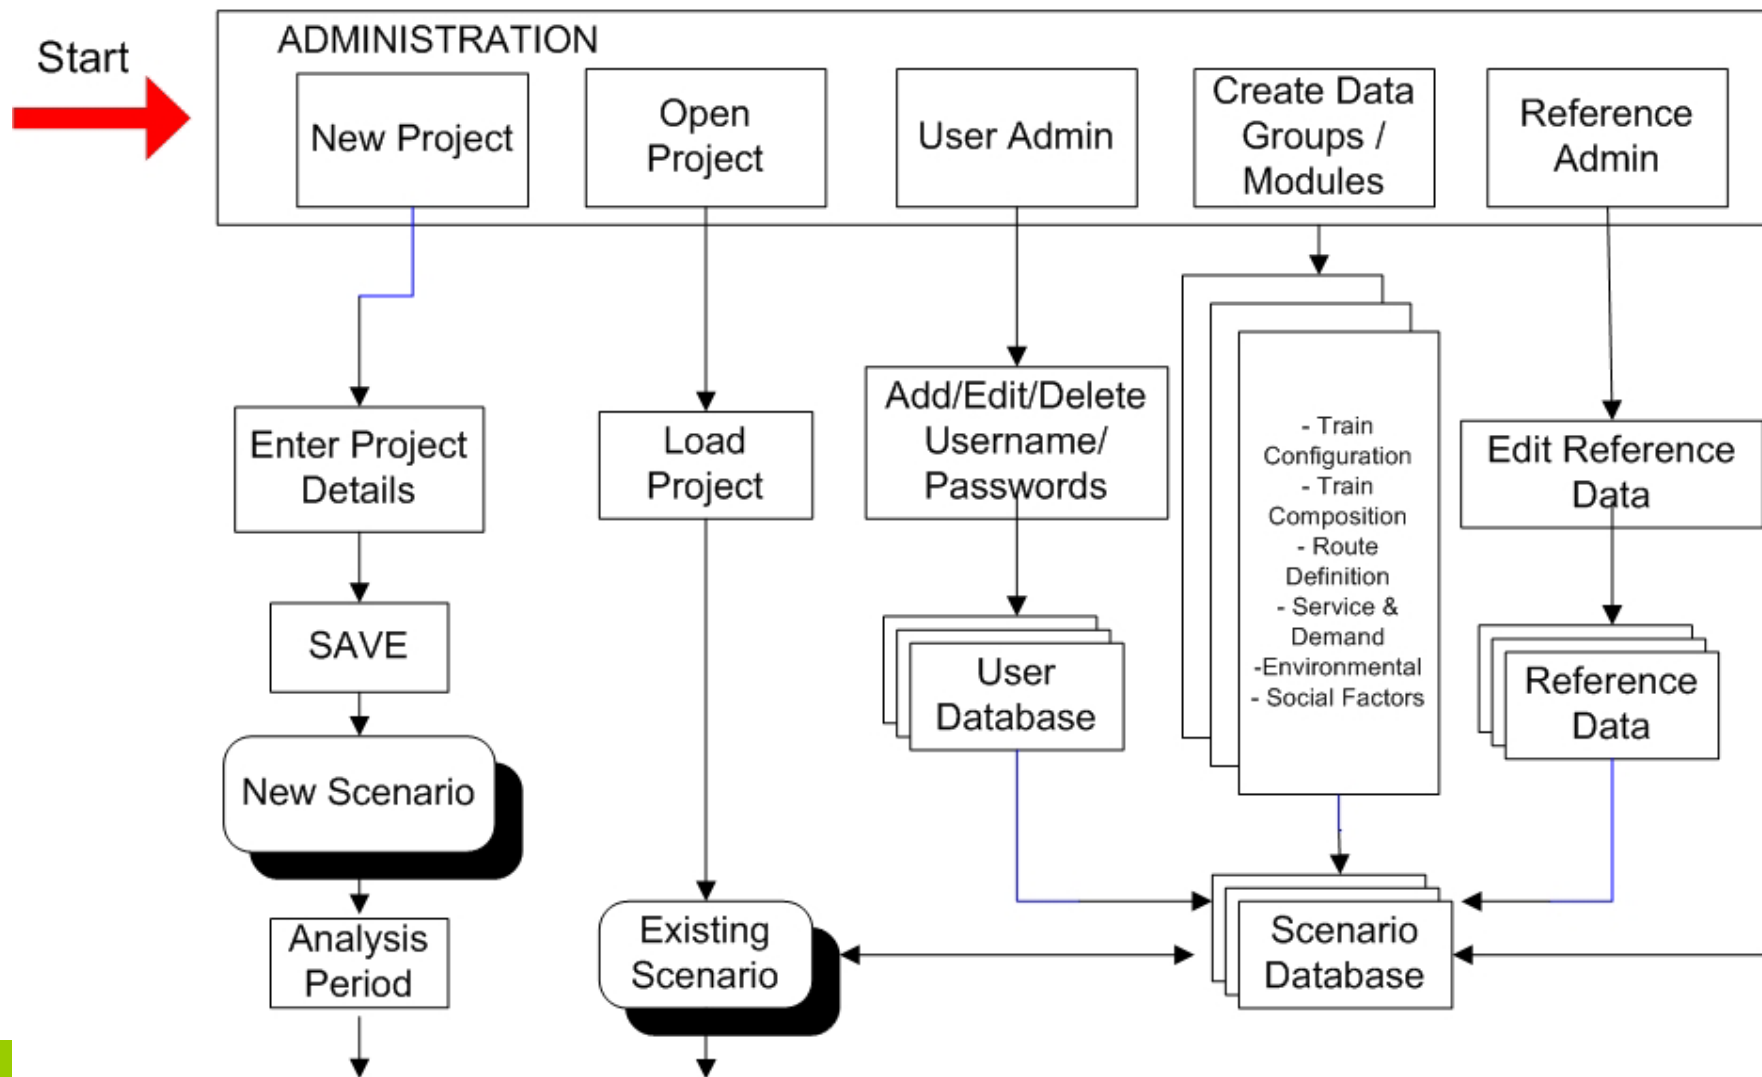 Start
ADMINISTRATION
New Project
Open
Project
User Admin
Create Data
Groups /
Modules
Reference
Admin
Enter Project
Details
Load
Project
Add/Edit/Delete
Username/
Passwords
- Train
Configuration
- Train
Composition
- Route
Definition
- Service &
Demand
-Environmental
- Social Factors
Edit Reference
Data
SAVE
User
Database
Reference
Data
New Scenario
Analysis
Period
Existing
Scenario
Scenario
Database